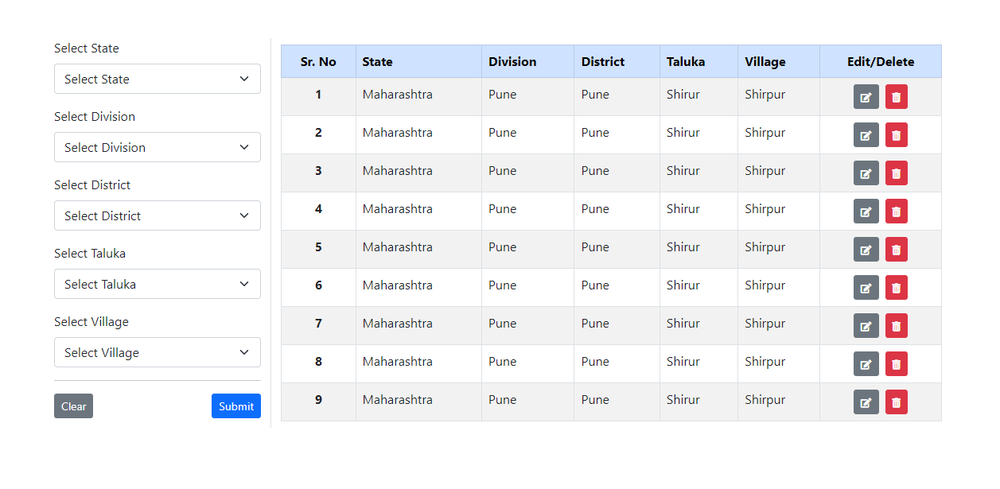 Select State
Select State
Select Division
Select Division
Select District
Select District
Select Taluka
Select Taluka
Select Village
Select Village
Clear Submit
Sr. No State Division District Taluka Village Edit/Delete
1 Maharashtra Pune Pune Shirur Shirpur
2 Maharashtra Pune Pune Shirur Shirpur
3 Maharashtra Pune Pune Shirur Shirpur
4 Maharashtra Pune Pune Shirur Shirpur
5 Maharashtra Pune Pune Shirur Shirpur
6 Maharashtra Pune Pune Shirur Shirpur
7 Maharashtra Pune Pune Shirur Shirpur
8 Maharashtra Pune Pune Shirur Shirpur
9 Maharashtra Pune Pune Shirur Shirpur